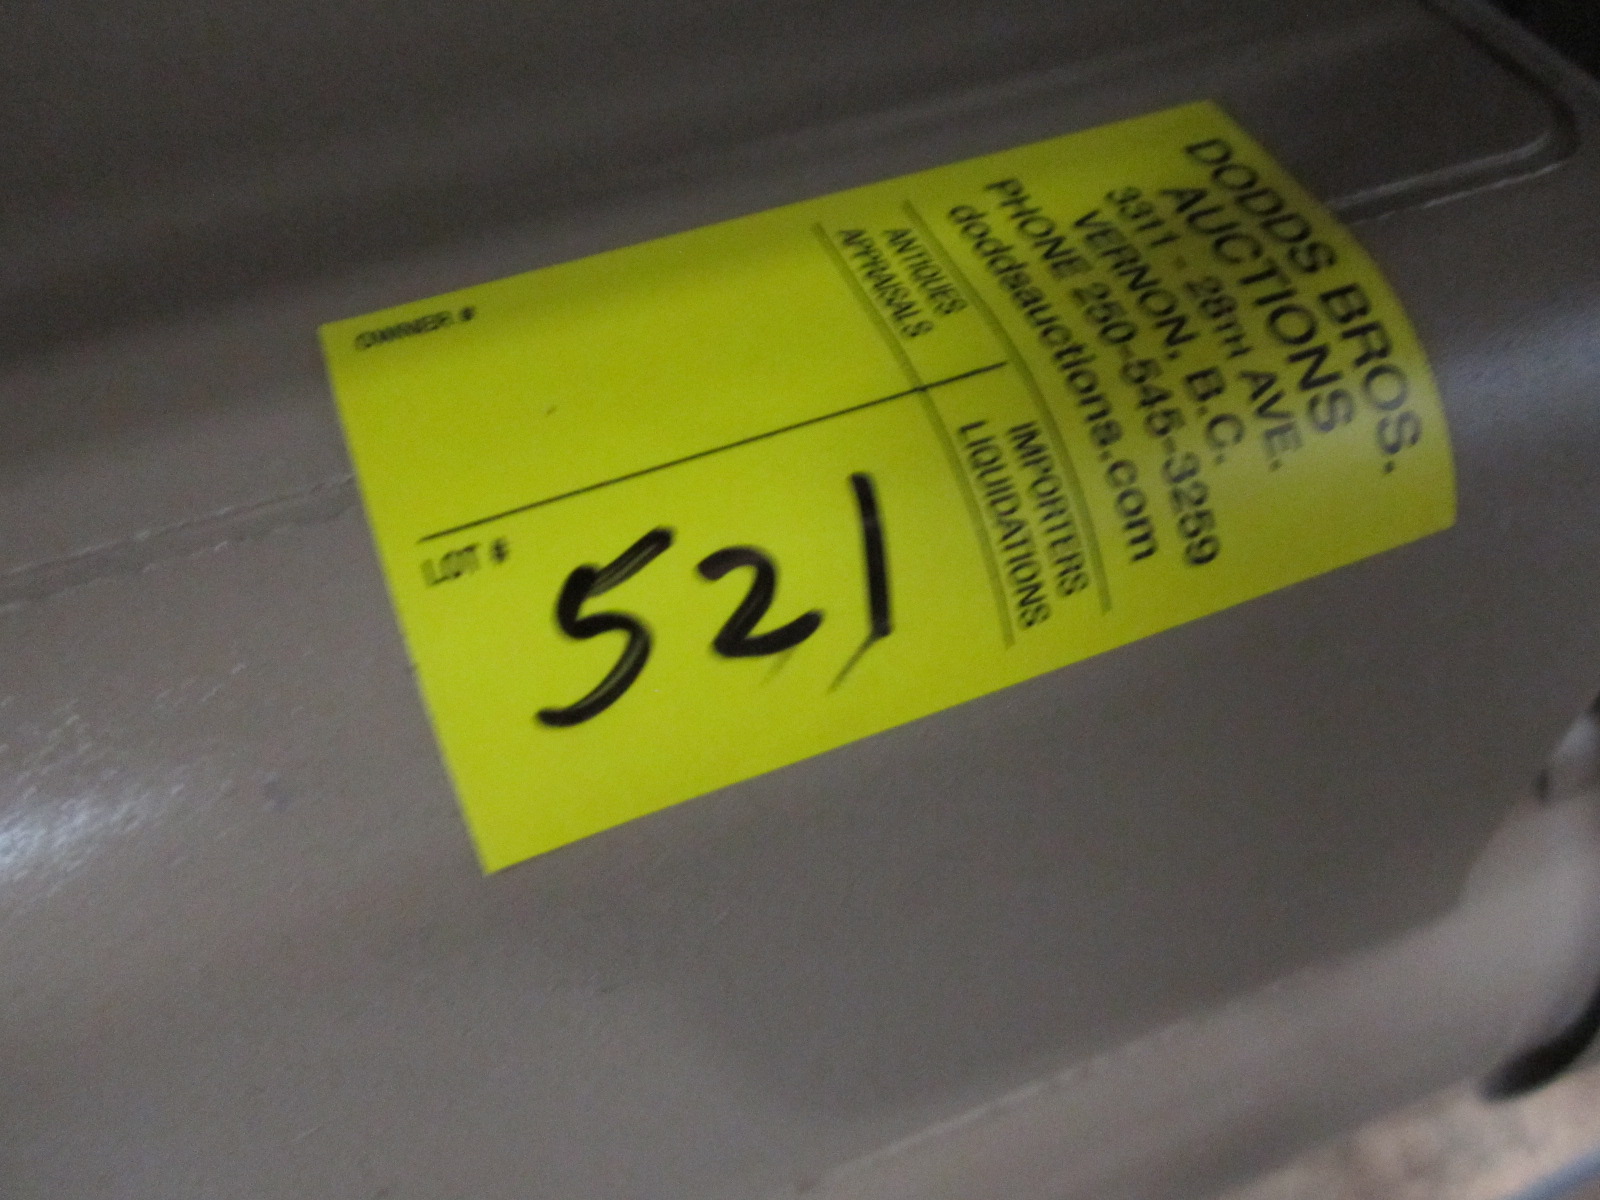 DODDS BROS.
AUCTIONS
3311 - 28TH AVE.
VERNON, B.C.
PHONE 250-545-3259
doddsauctions.com
ANTIQUES
APPRAISALS
IMPORTERS
LIQUIDATIONS
OWNER #
LOT #
521